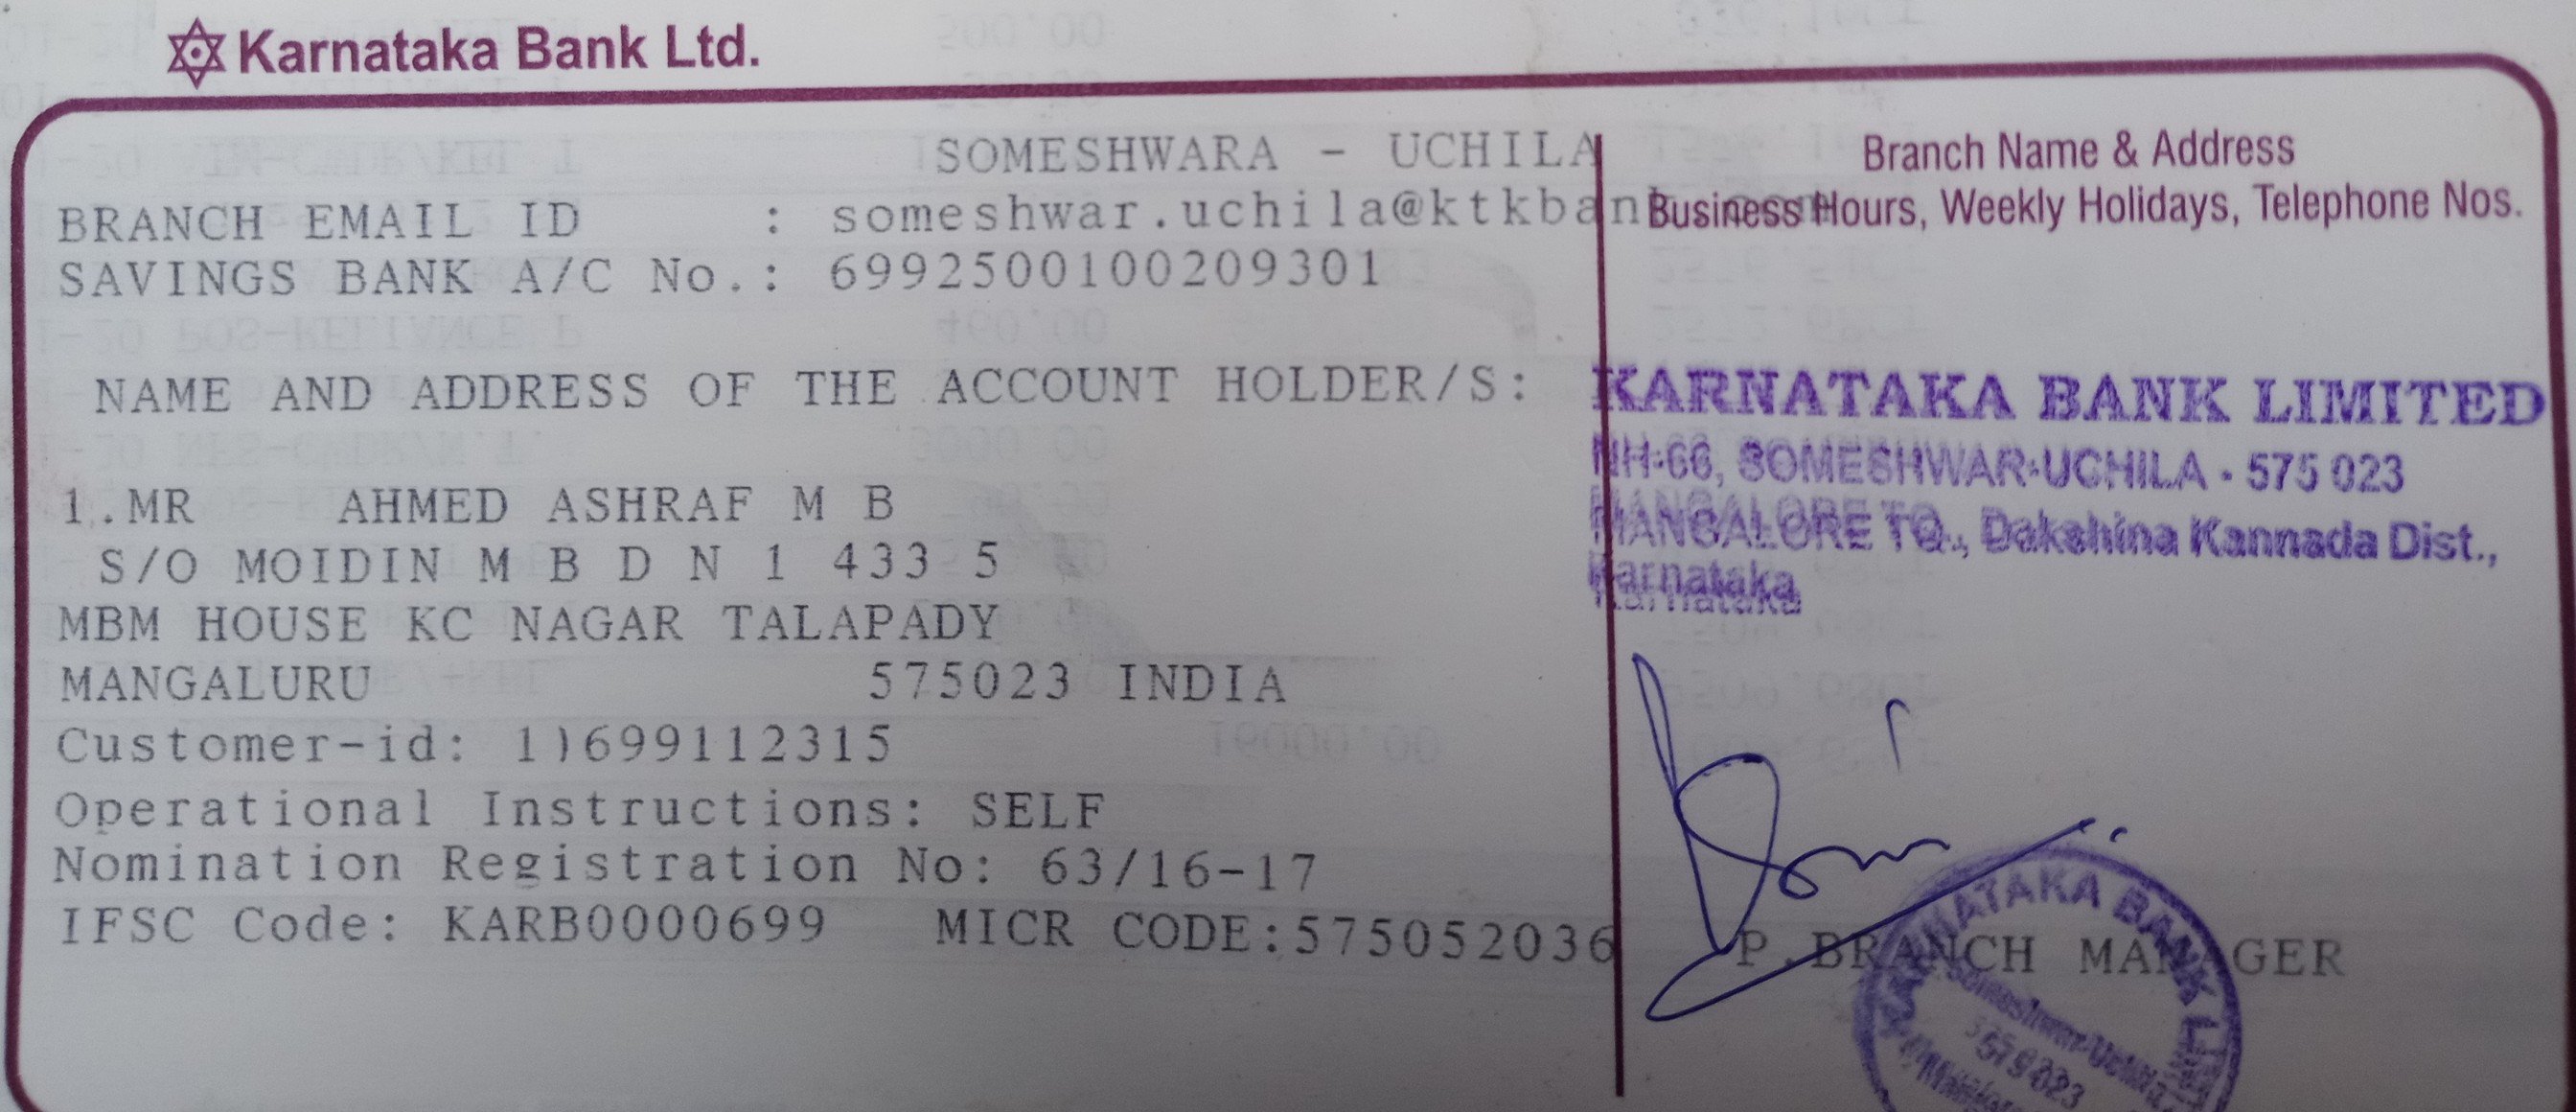 Karnataka Bank Ltd.
SOMESHWARA - UCHILA
BRANCH EMAIL ID : someshwar.uchila@ktkbank.com
SAVINGS BANK A/C No.: 6992500100209301
NAME AND ADDRESS OF THE ACCOUNT HOLDER/S:
1.MR AHMED ASHRAF M B
S/O MOIDIN M B D N 1 433 5
MBM HOUSE KC NAGAR TALAPADY
MANGALURU 575023 INDIA
Customer-id: 1)699112315
Operational Instructions: SELF
Nomination Registration No: 63/16-17
IFSC Code: KARB0000699 MICR CODE:575052036
Branch Name & Address
Business Hours, Weekly Holidays, Telephone Nos.
KARNATAKA BANK LIMITED
NH-66, SOMESHWAR-UCHILA - 575 023
MANGALORE TQ., Dakshina Kannada Dist.,
Karnataka
P.BRANCH MANAGER
KARNATAKA BANK
Someshwar-Uchila
575 023